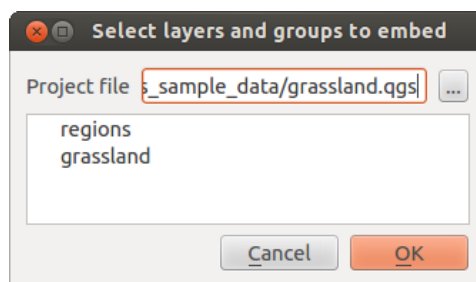 Select layers and groups to embed
Project file s_sample_data/grassland.qgs ...
regions
grassland
Cancel OK